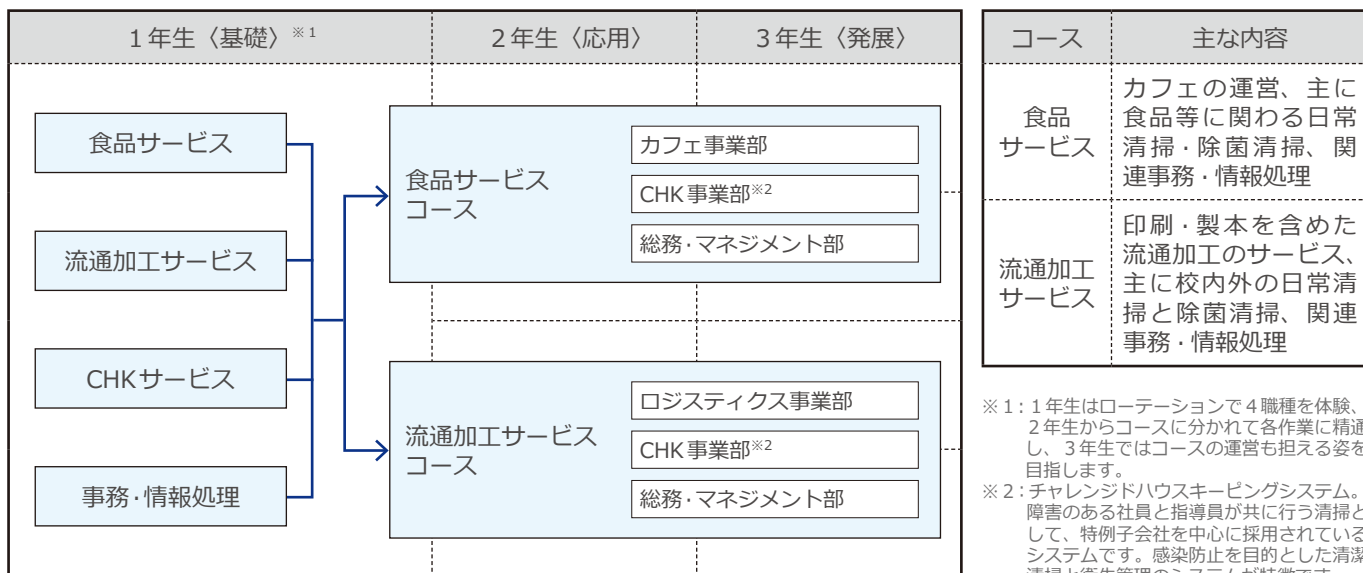 1年生〈基礎〉※1
2年生〈応用〉
3年生〈発展〉
食品サービス
流通加工サービス
CHKサービス
事務・情報処理
食品サービス
コース
カフェ事業部
CHK事業部※2
総務・マネジメント部
流通加工サービス
コース
ロジスティクス事業部
CHK事業部※2
総務・マネジメント部
コース
主な内容
食品
サービス
カフェの運営、主に
食品等に関わる日常
清掃・除菌清掃、関
連事務・情報処理
流通加工
サービス
印刷・製本を含めた
流通加工のサービス、
主に校内外の日常清
掃と除菌清掃、関連
事務・情報処理
※1：1年生はローテーションで4職種を体験、
2年生からコースに分かれて各作業に精通
し、3年生ではコースの運営も担える姿を
目指します。
※2：チャレンジドハウスキーピングシステム。
障害のある社員と指導員が共に行う清掃と
して、特例子会社を中心に採用されている
システムです。感染防止を目的とした清潔
清掃と衛生管理のシステムが特徴です。